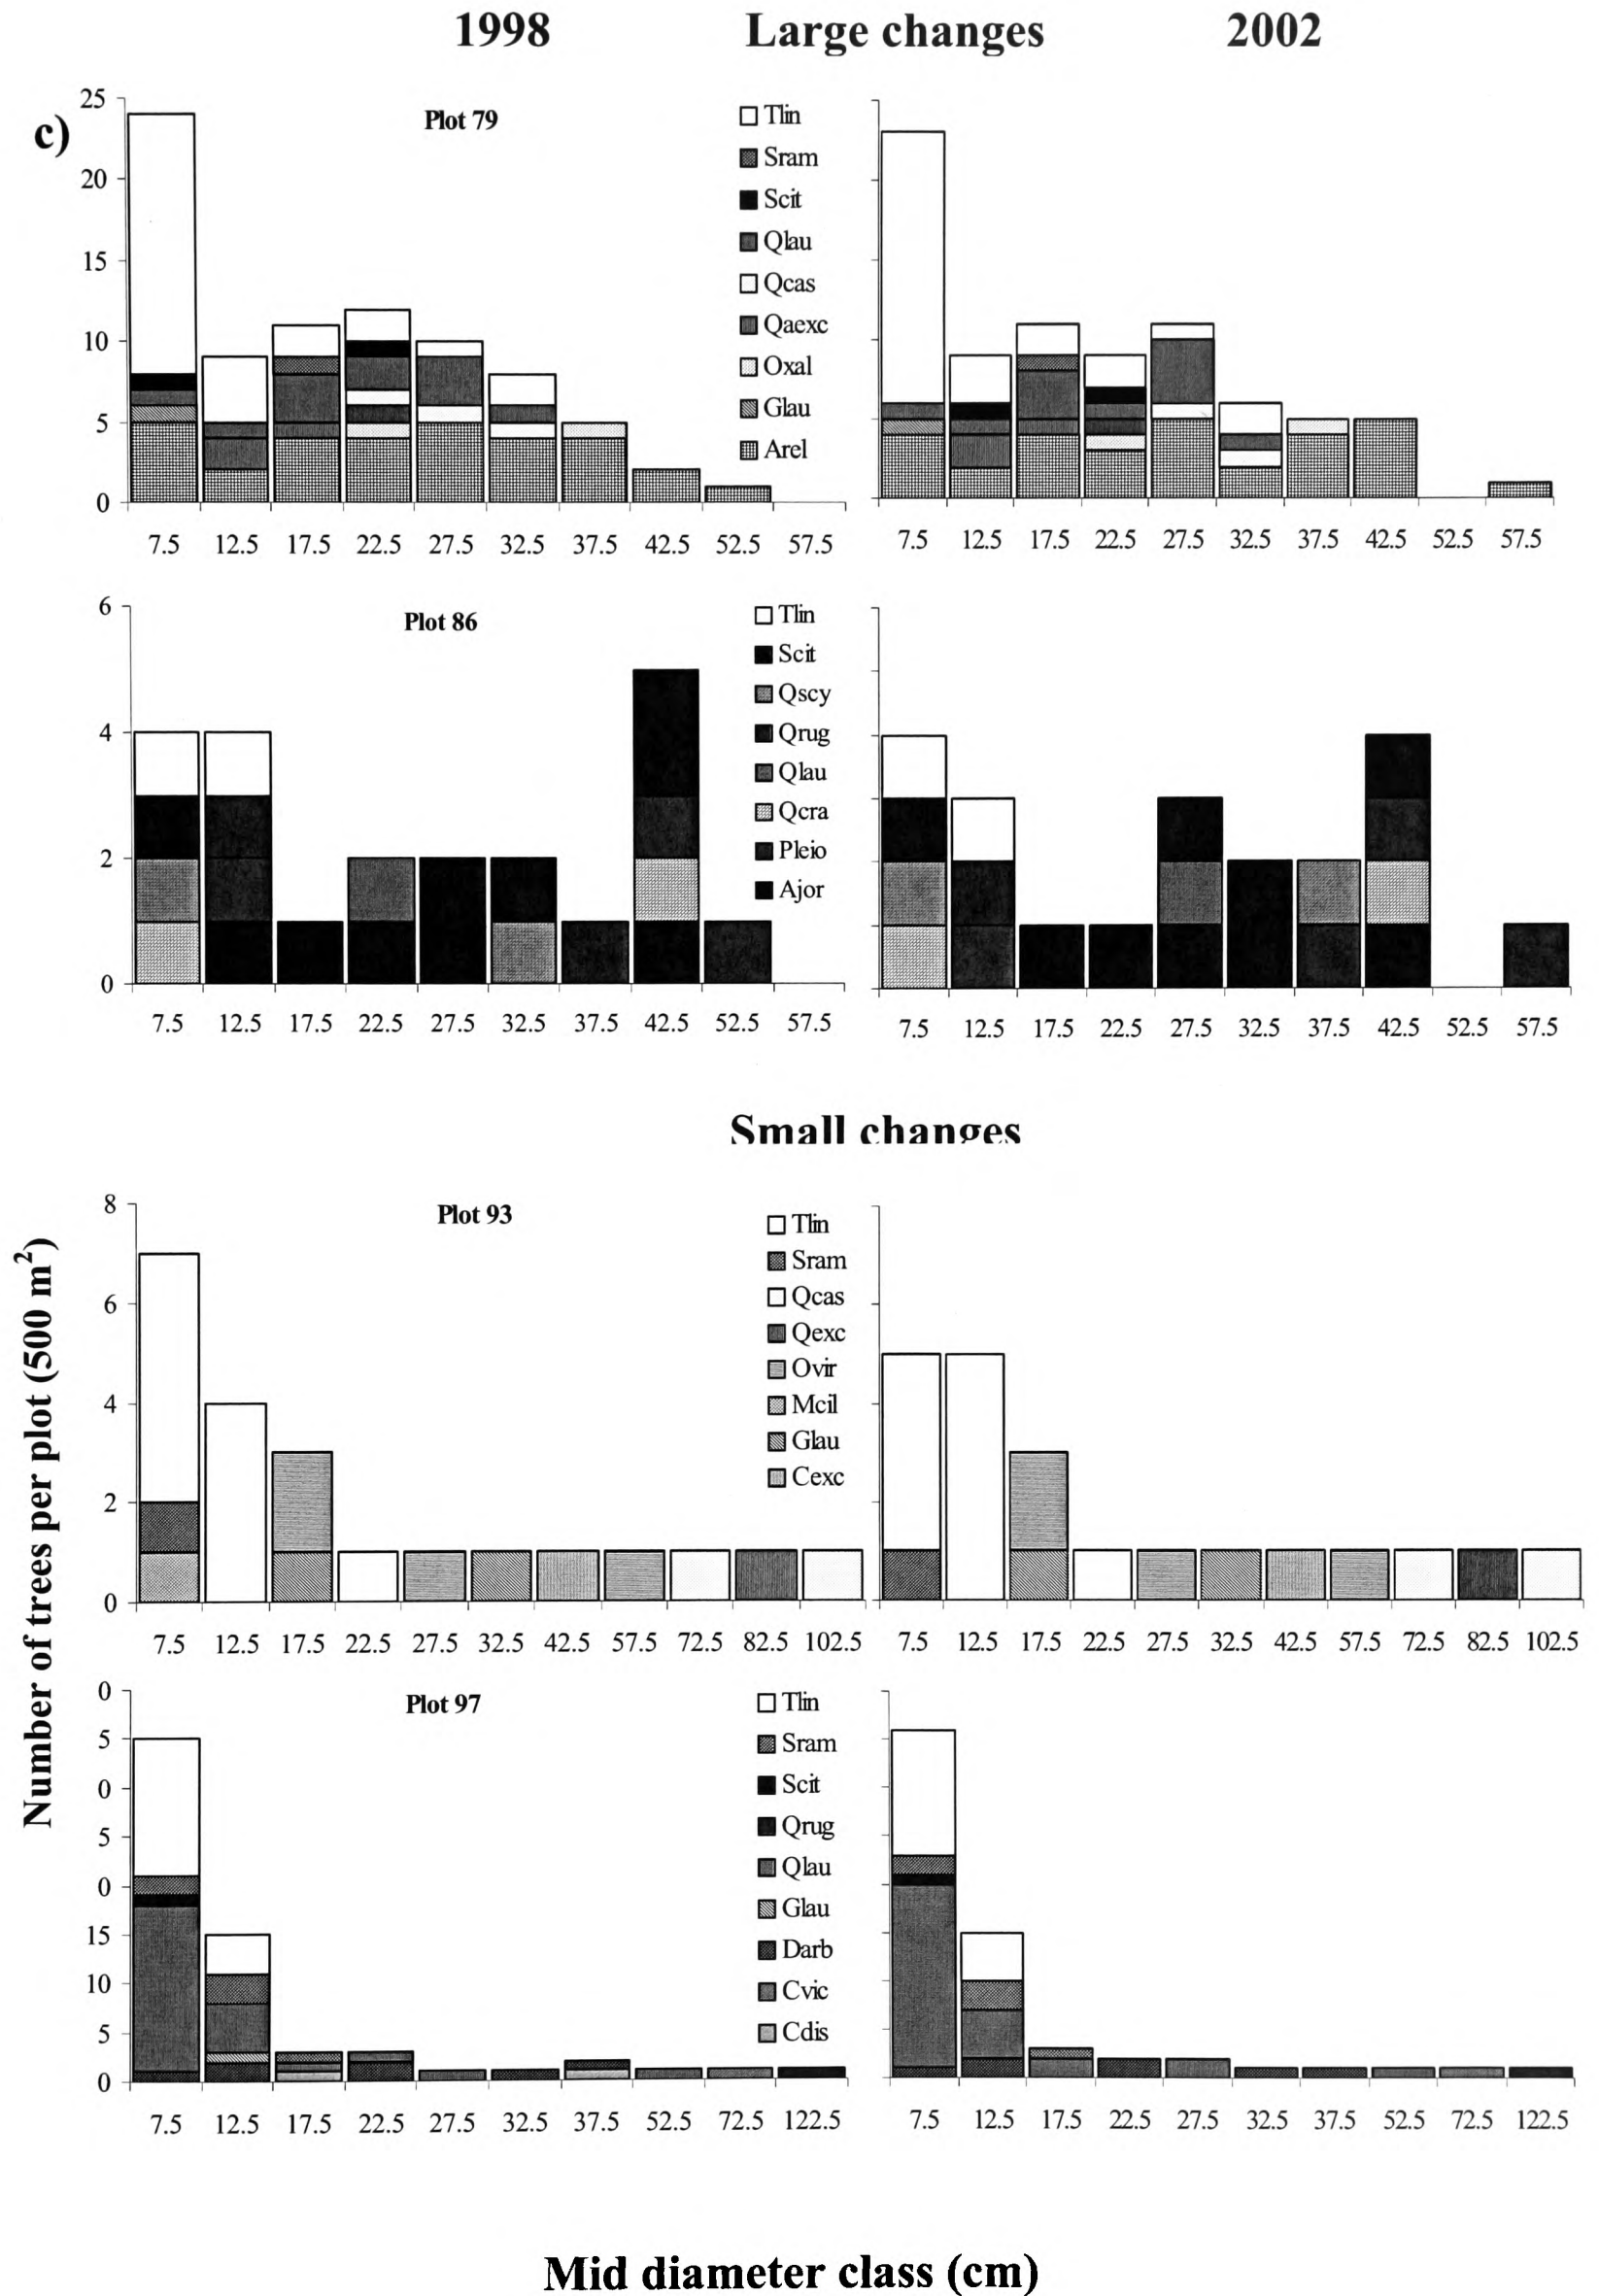 1998 Large changes 2002
c)
Plot 79
25
20
15
10
5
0
Tlin
Sram
Scit
Qlau
Qcas
Qaexc
Oxal
Glau
Arel
7.5 12.5 17.5 22.5 27.5 32.5 37.5 42.5 52.5 57.5
7.5 12.5 17.5 22.5 27.5 32.5 37.5 42.5 52.5 57.5
Plot 86
6
4
2
0
Tlin
Scit
Qscy
Qrug
Qlau
Qcra
Pleio
Ajor
7.5 12.5 17.5 22.5 27.5 32.5 37.5 42.5 52.5 57.5
7.5 12.5 17.5 22.5 27.5 32.5 37.5 42.5 52.5 57.5
Small changes
Number of trees per plot (500 m²)
Plot 93
8
6
4
2
0
Tlin
Sram
Qcas
Qexc
Ovir
Mcil
Glau
Cexc
7.5 12.5 17.5 22.5 27.5 32.5 42.5 57.5 72.5 82.5 102.5
7.5 12.5 17.5 22.5 27.5 32.5 42.5 57.5 72.5 82.5 102.5
Plot 97
0
5
0
5
0
15
10
5
0
Tlin
Sram
Scit
Qrug
Qlau
Glau
Darb
Cvic
Cdis
7.5 12.5 17.5 22.5 27.5 32.5 37.5 52.5 72.5 122.5
7.5 12.5 17.5 22.5 27.5 32.5 37.5 52.5 72.5 122.5
Mid diameter class (cm)